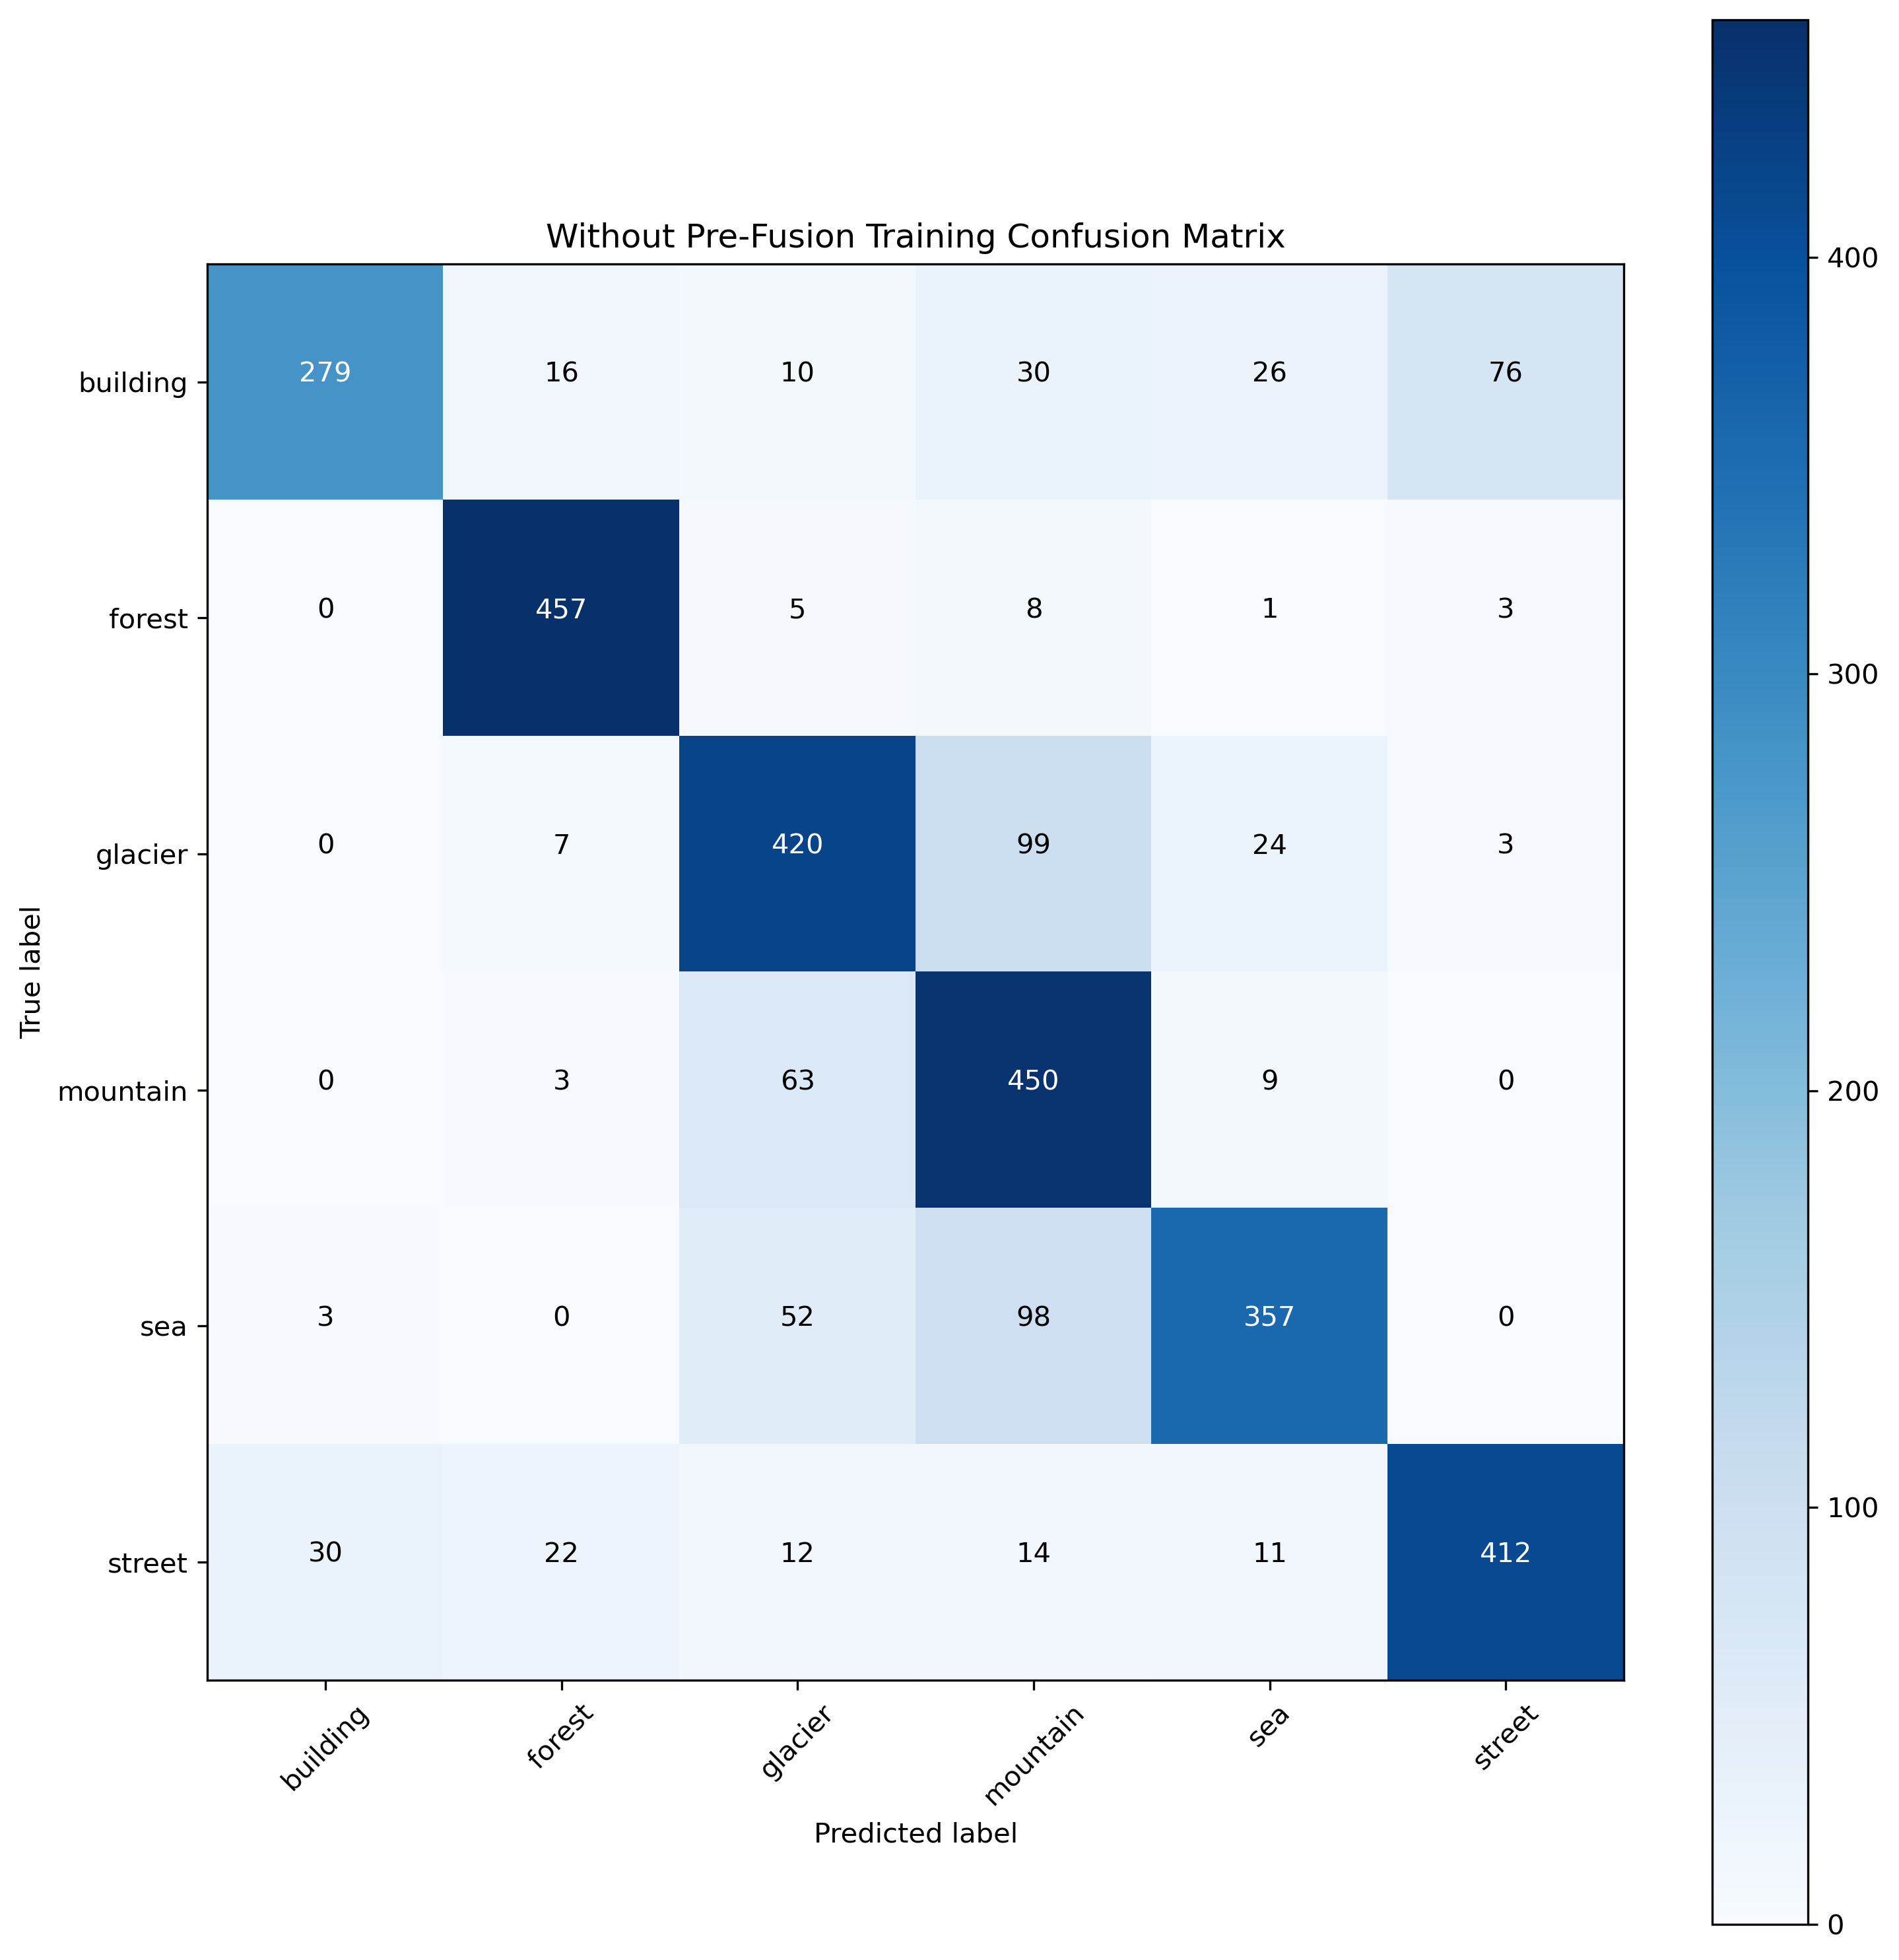 Without Pre-Fusion Training Confusion Matrix
400
building 279 16 10 30 26 76
forest 0 457 5 8 1 3
300
glacier 0 7 420 99 24 3
True label
mountain 0 3 63 450 9 0
200
sea 3 0 52 98 357 0
100
street 30 22 12 14 11 412
building forest glacier mountain sea street
Predicted label
0